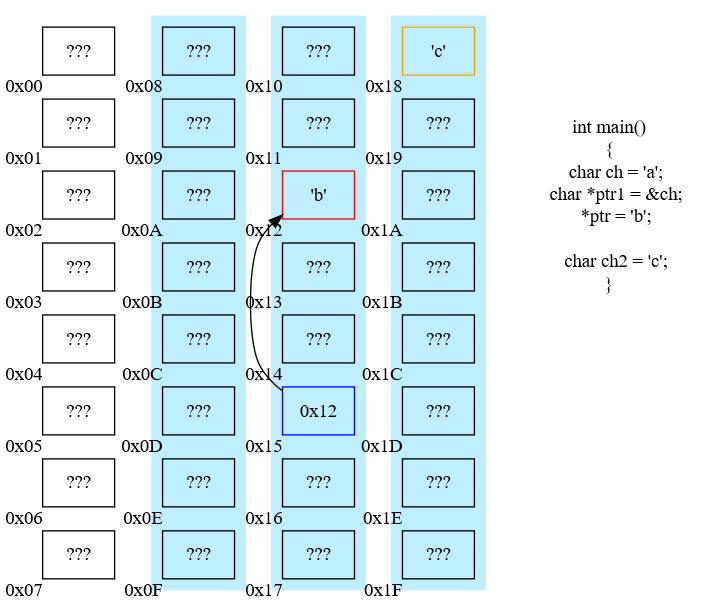 ??? ??? ??? 'c'
0x00 0x08 0x10 0x18
??? ??? ??? ???
0x01 0x09 0x11 0x19
??? ??? 'b' ???
0x02 0x0A 0x12 0x1A
??? ??? ??? ???
0x03 0x0B 0x13 0x1B
??? ??? ??? ???
0x04 0x0C 0x14 0x1C
??? ??? 0x12 ???
0x05 0x0D 0x15 0x1D
??? ??? ??? ???
0x06 0x0E 0x16 0x1E
??? ??? ??? ???
0x07 0x0F 0x17 0x1F
int main()
{
char ch = 'a';
char *ptr1 = &ch;
*ptr = 'b';
char ch2 = 'c';
}